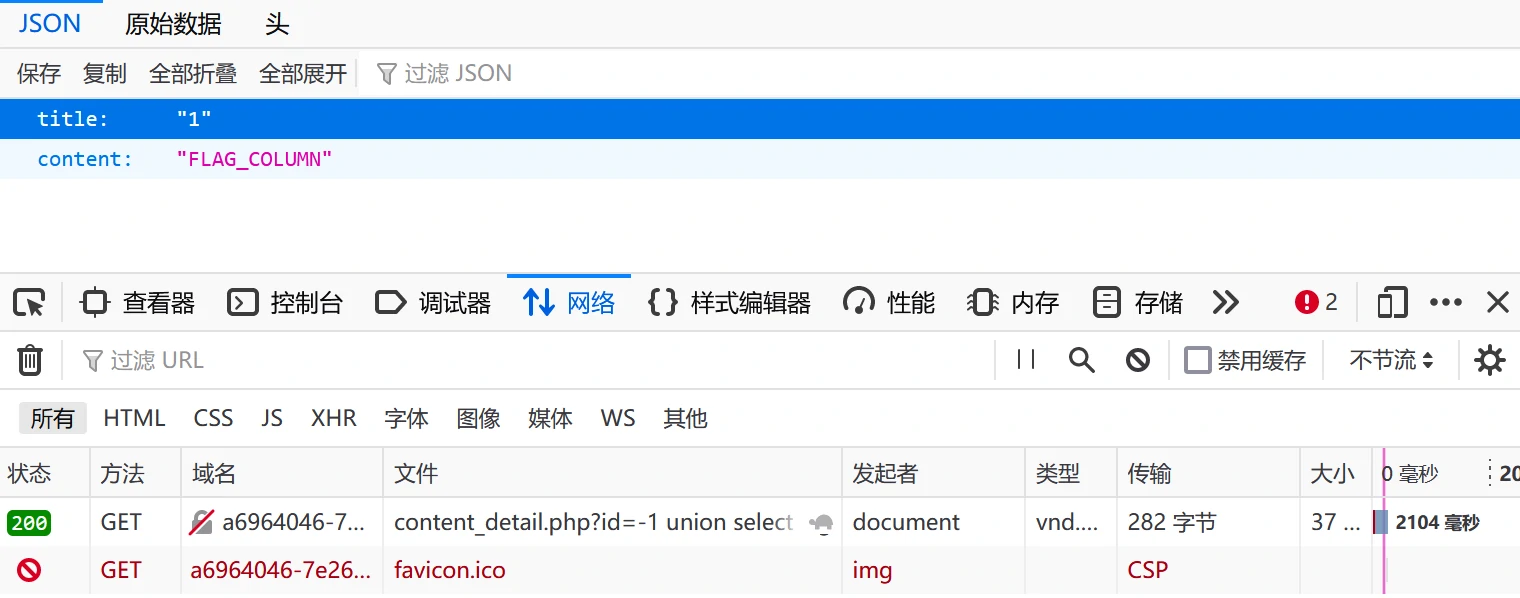 JSON 原始数据 头
保存 复制 全部折叠 全部展开 过滤 JSON
title: "1"
content: "FLAG_COLUMN"
查看器 控制台 调试器 网络 {} 样式编辑器 性能 内存 存储 2
过滤 URL 禁用缓存 不节流
所有 HTML CSS JS XHR 字体 图像 媒体 WS 其他
状态 方法 域名 文件 发起者 类型 传输 大小 0 毫秒 20
200 GET a6964046-7... content_detail.php?id=-1 union select document vnd.... 282 字节 37 ... 2104 毫秒
GET a6964046-7e26... favicon.ico img CSP